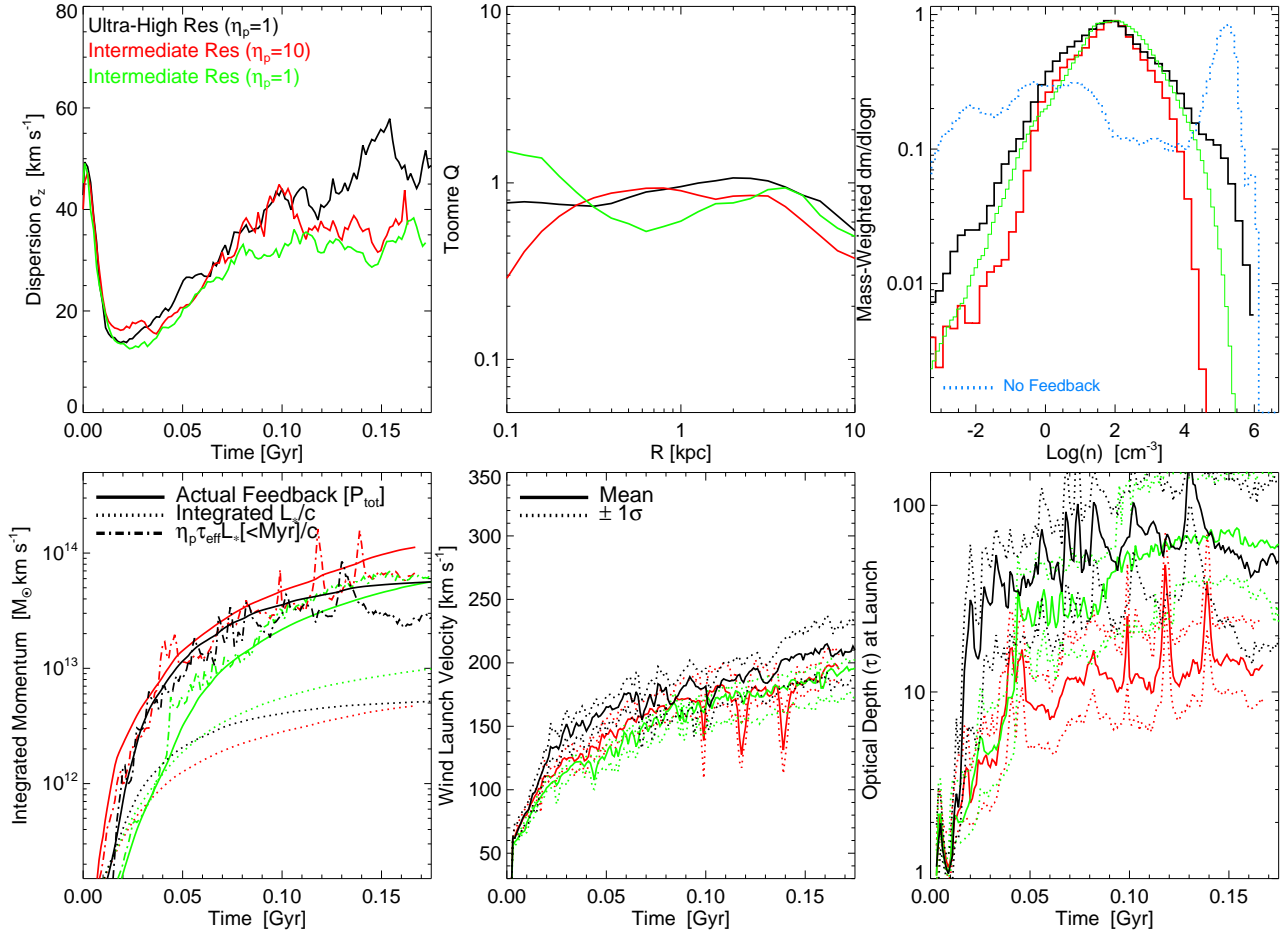 Ultra-High Res (ηp=1)
Intermediate Res (ηp=10)
Intermediate Res (ηp=1)
Dispersion σz [km s-1]
80
60
40
20
0
0.00
0.05
0.10
0.15
Time [Gyr]
Toomre Q
1
0.1
0.1
1
10
R [kpc]
Mass-Weighted dm/dlogn
1
0.1
0.01
No Feedback
-2
0
2
4
6
Log(n) [cm-3]
Actual Feedback [Ptot]
Integrated L*/c
ηpτeffL*[<Myr]/c
Integrated Momentum [M⊙ km s-1]
10^14
10^13
10^12
0.00
0.05
0.10
0.15
Time [Gyr]
Mean
± 1σ
Wind Launch Velocity [km s-1]
350
300
250
200
150
100
50
0.00
0.05
0.10
0.15
Time [Gyr]
Optical Depth (τ) at Launch
100
10
1
0.00
0.05
0.10
0.15
Time [Gyr]